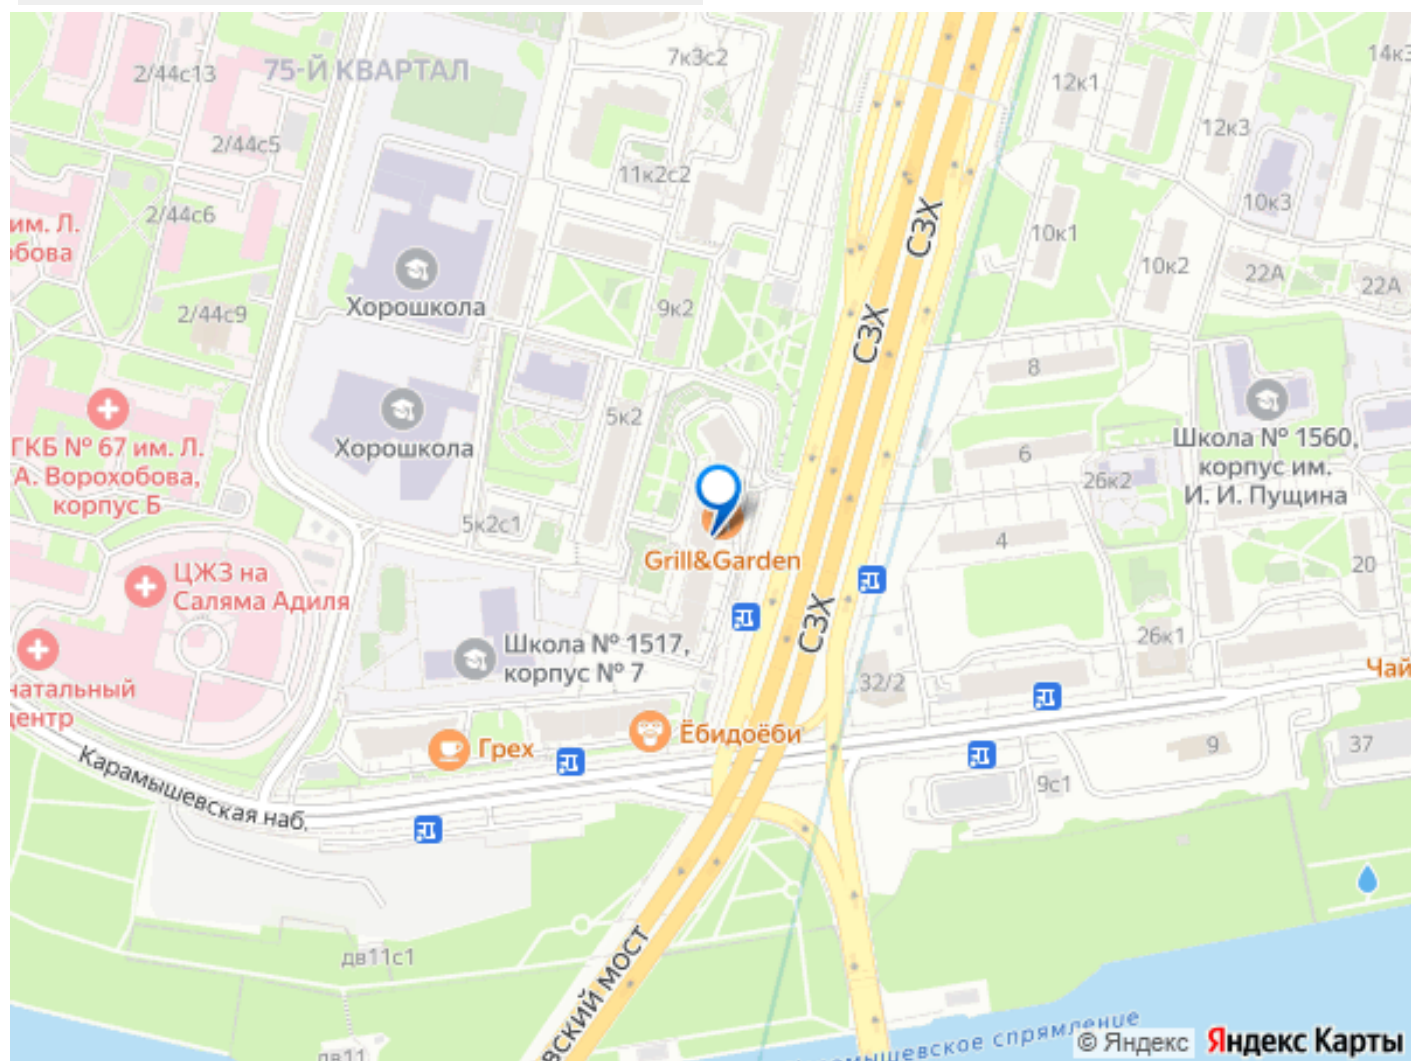 7к3с2
14к3
2/44с13
75-Й КВАРТАЛ
12к1
12к3
2/44с5
11к2с2
2/44с6
10к3
им. Л.
обова
СЗХ
10к1
10к2
22А
22А
Хорошкола
2/44с9
9к2
СЗХ
8
5к2
ГКБ № 67 им. Л.
А. Ворохобова,
корпус Б
Хорошкола
6
26к2
Школа № 1560,
корпус им.
И. И. Пущина
5к2с1
4
Grill&Garden
20
ЦЖЗ на
Саляма Адиля
СЗХ
26к1
Школа № 1517,
корпус № 7
натальный
центр
32/2
Чай
Грех
Ёбидоёби
9
37
9с1
Карамышевская наб.
дв11с1
дв11
ВСКИЙ МОСТ
мышевское спрямление
© Яндекс
Яндекс Карты